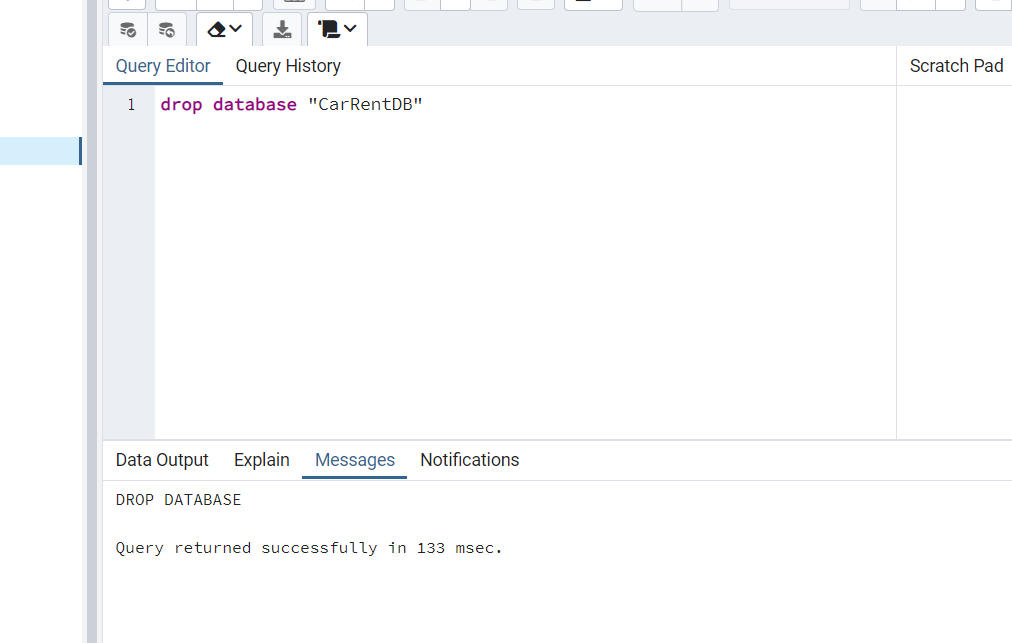 Query Editor Query History Scratch Pad
1 drop database "CarRentDB"
Data Output Explain Messages Notifications
DROP DATABASE
Query returned successfully in 133 msec.